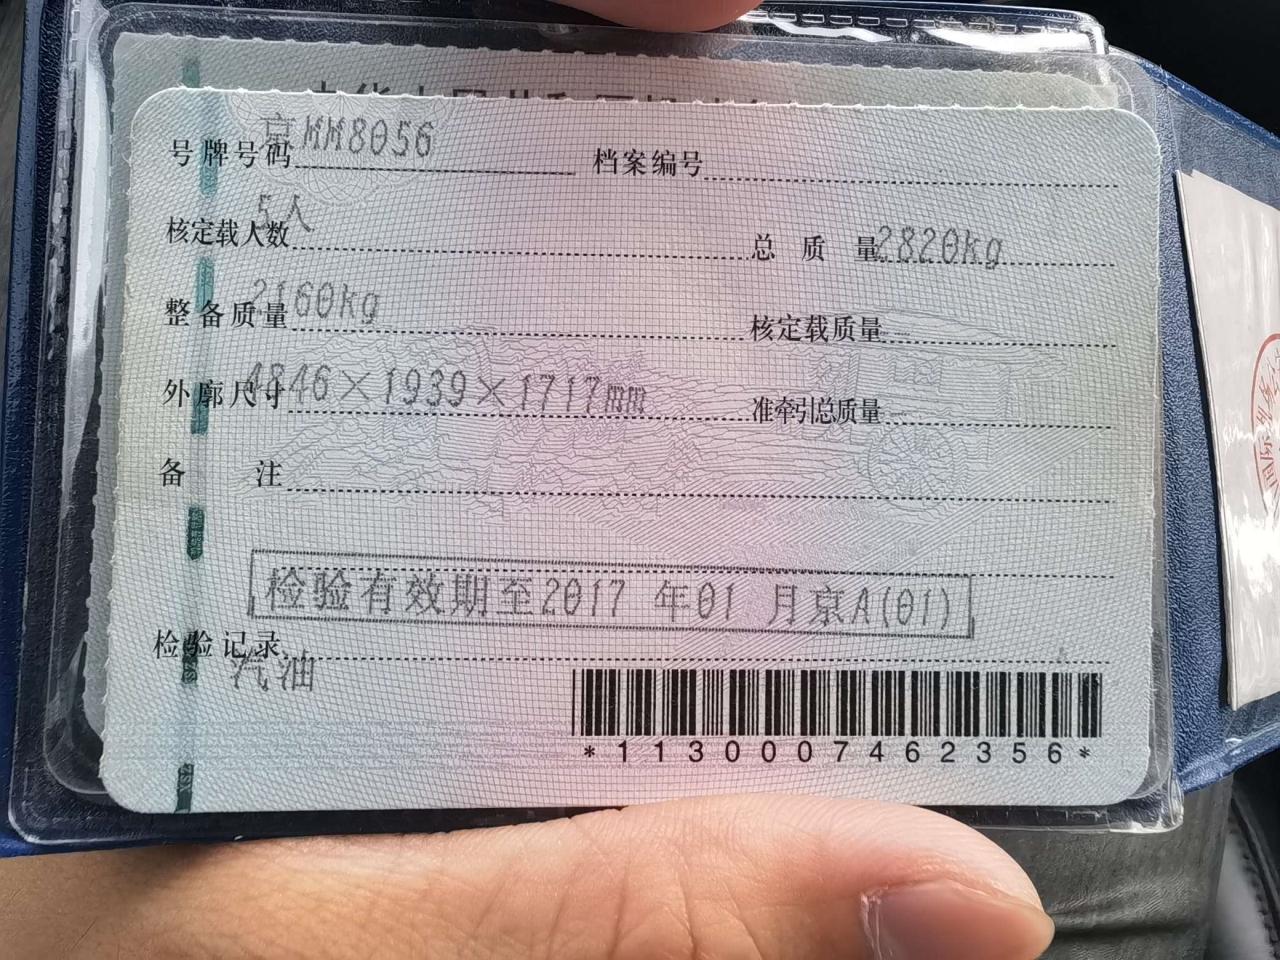 号牌号码 京MM8056 档案编号
核定载人数 5人 总质量 2820kg
整备质量 2160kg 核定载质量
外廓尺寸 4846×1939×1717mm 准牵引总质量
备注
检验有效期至2017年01月京A(01)
检验记录
汽油
*1130007462356*